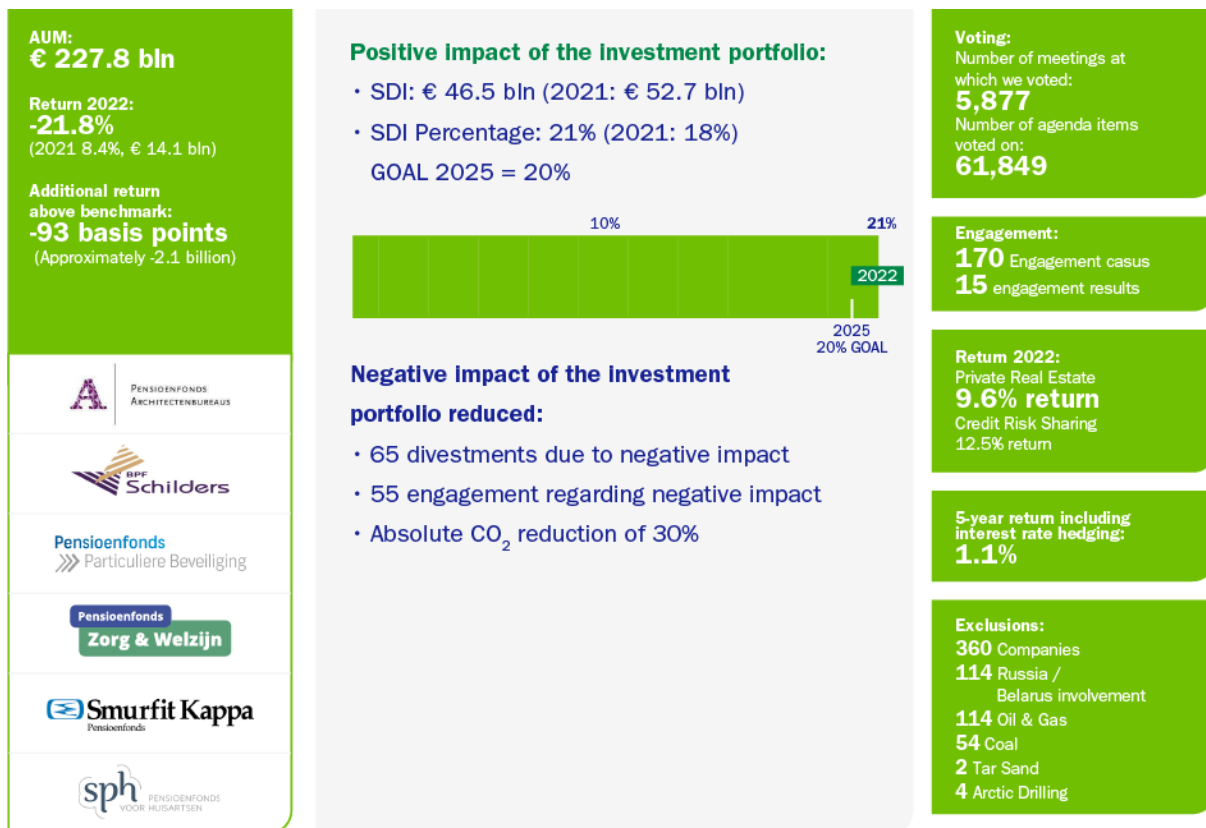 AUM:
€ 227.8 bln
Return 2022:
-21.8%
(2021 8.4%, € 14.1 bln)
Additional return
above benchmark:
-93 basis points
(Approximately -2.1 billion)
A
PENSIOENFONDS
ARCHITECTENBUREAUS
BPF
Schilders
Pensioenfonds
Particuliere Beveiliging
Pensioenfonds
Zorg & Welzijn
Smurfit Kappa
Pensioenfonds
sph
PENSIOENFONDS
VOOR HUISARTSEN
Positive impact of the investment portfolio:
· SDI: € 46.5 bln (2021: € 52.7 bln)
· SDI Percentage: 21% (2021: 18%)
GOAL 2025 = 20%
10% 21%
2022
2025
20% GOAL
Negative impact of the investment
portfolio reduced:
· 65 divestments due to negative impact
· 55 engagement regarding negative impact
· Absolute CO₂ reduction of 30%
Voting:
Number of meetings at
which we voted:
5,877
Number of agenda items
voted on:
61,849
Engagement:
170 Engagement casus
15 engagement results
Return 2022:
Private Real Estate
9.6% return
Credit Risk Sharing
12.5% return
5-year return including
interest rate hedging:
1.1%
Exclusions:
360 Companies
114 Russia /
Belarus involvement
114 Oil & Gas
54 Coal
2 Tar Sand
4 Arctic Drilling